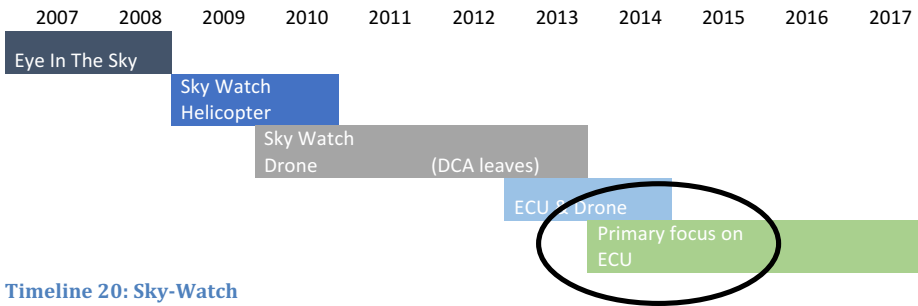 2007 2008 2009 2010 2011 2012 2013 2014 2015 2016 2017
Eye In The Sky
Sky Watch
Helicopter
Sky Watch
Drone (DCA leaves)
ECU & Drone
Primary focus on
ECU
Timeline 20: Sky-Watch